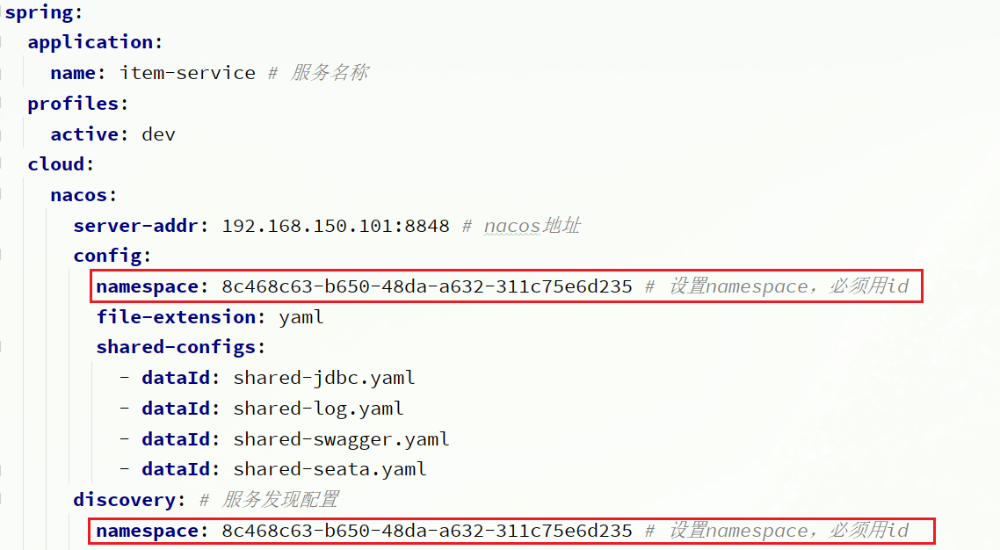 spring:
application:
name: item-service # 服务名称
profiles:
active: dev
cloud:
nacos:
server-addr: 192.168.150.101:8848 # nacos地址
config:
namespace: 8c468c63-b650-48da-a632-311c75e6d235 # 设置namespace，必须用id
file-extension: yaml
shared-configs:
- dataId: shared-jdbc.yaml
- dataId: shared-log.yaml
- dataId: shared-swagger.yaml
- dataId: shared-seata.yaml
discovery: # 服务发现配置
namespace: 8c468c63-b650-48da-a632-311c75e6d235 # 设置namespace，必须用id